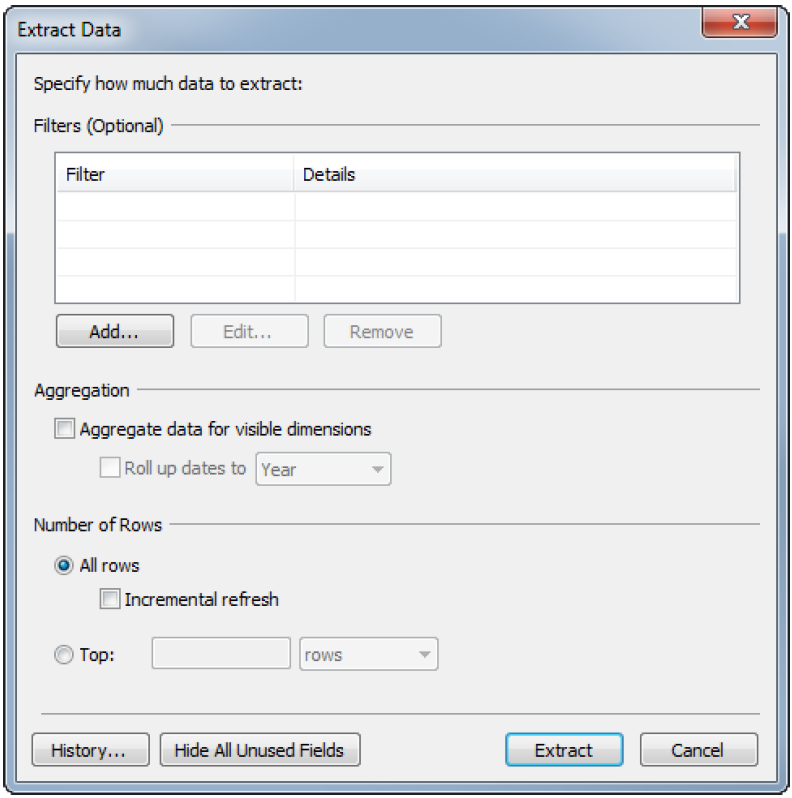 Extract Data
Specify how much data to extract:
Filters (Optional)
Filter Details
Add... Edit... Remove
Aggregation
Aggregate data for visible dimensions
Roll up dates to Year
Number of Rows
All rows
Incremental refresh
Top: rows
History... Hide All Unused Fields Extract Cancel